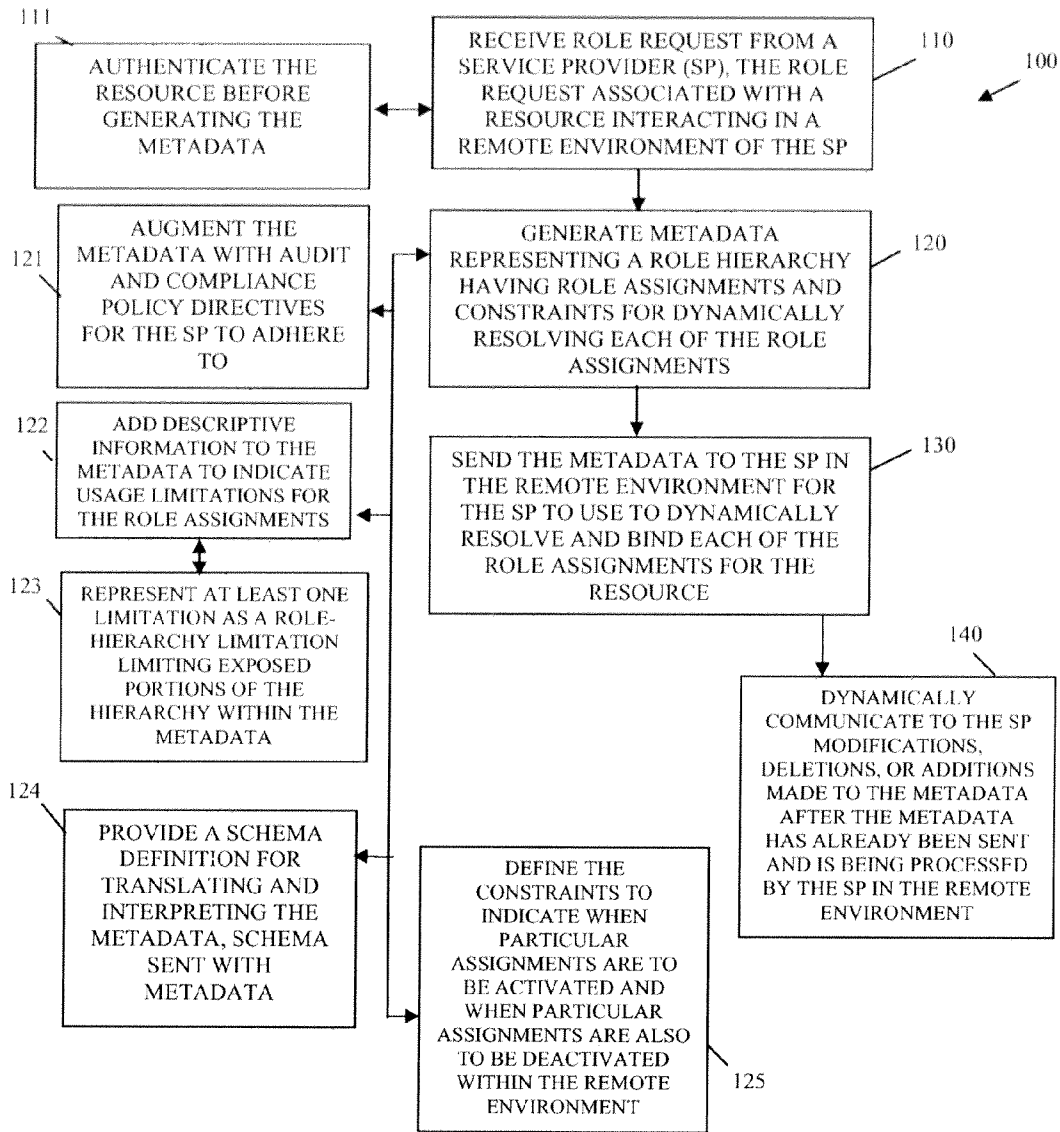 111
AUTHENTICATE THE
RESOURCE BEFORE
GENERATING THE
METADATA
RECEIVE ROLE REQUEST FROM A
SERVICE PROVIDER (SP), THE ROLE
REQUEST ASSOCIATED WITH A
RESOURCE INTERACTING IN A
REMOTE ENVIRONMENT OF THE SP
110
100
121
AUGMENT THE
METADATA WITH AUDIT
AND COMPLIANCE
POLICY DIRECTIVES
FOR THE SP TO ADHERE
TO
GENERATE METADATA
REPRESENTING A ROLE HIERARCHY
HAVING ROLE ASSIGNMENTS AND
CONSTRAINTS FOR DYNAMICALLY
RESOLVING EACH OF THE ROLE
ASSIGNMENTS
120
122
ADD DESCRIPTIVE
INFORMATION TO THE
METADATA TO INDICATE
USAGE LIMITATIONS FOR
THE ROLE ASSIGNMENTS
SEND THE METADATA TO THE SP IN
THE REMOTE ENVIRONMENT FOR
THE SP TO USE TO DYNAMICALLY
RESOLVE AND BIND EACH OF THE
ROLE ASSIGNMENTS FOR THE
RESOURCE
130
123
REPRESENT AT LEAST ONE
LIMITATION AS A ROLE-
HIERARCHY LIMITATION
LIMITING EXPOSED
PORTIONS OF THE
HIERARCHY WITHIN THE
METADATA
140
DYNAMICALLY
COMMUNICATE TO THE SP
MODIFICATIONS,
DELETIONS, OR ADDITIONS
MADE TO THE METADATA
AFTER THE METADATA
HAS ALREADY BEEN SENT
AND IS BEING PROCESSED
BY THE SP IN THE REMOTE
ENVIRONMENT
124
PROVIDE A SCHEMA
DEFINITION FOR
TRANSLATING AND
INTERPRETING THE
METADATA, SCHEMA
SENT WITH
METADATA
DEFINE THE
CONSTRAINTS TO
INDICATE WHEN
PARTICULAR
ASSIGNMENTS ARE TO
BE ACTIVATED AND
WHEN PARTICULAR
ASSIGNMENTS ARE ALSO
TO BE DEACTIVATED
WITHIN THE REMOTE
ENVIRONMENT
125